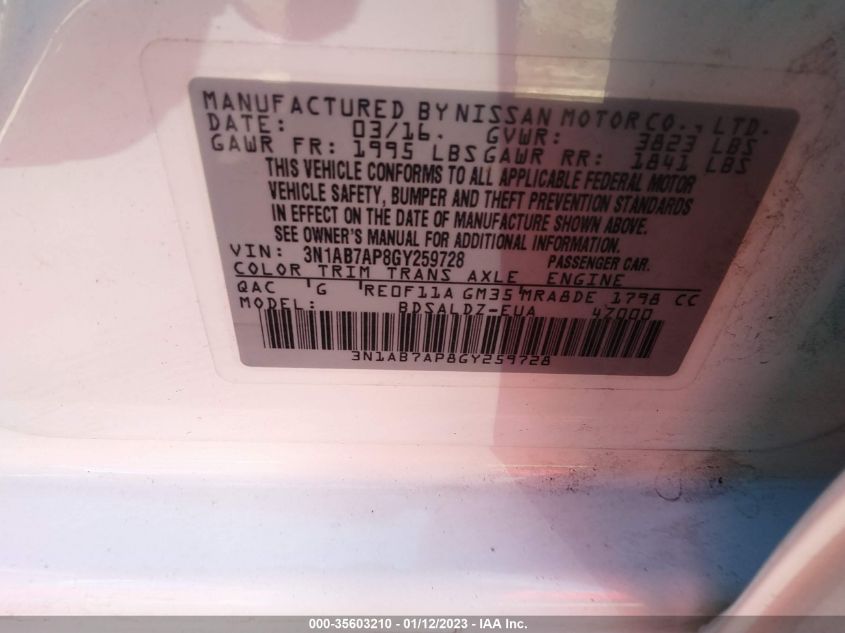 MANUFACTURED BY NISSAN MOTOR CO., LTD.
DATE: 03/16. GVWR: 3823 LBS
GAWR FR: 1995 LBS GAWR RR: 1841 LBS
THIS VEHICLE CONFORMS TO ALL APPLICABLE FEDERAL MOTOR
VEHICLE SAFETY, BUMPER AND THEFT PREVENTION STANDARDS
IN EFFECT ON THE DATE OF MANUFACTURE SHOWN ABOVE.
SEE OWNER'S MANUAL FOR ADDITIONAL INFORMATION.
VIN: 3N1AB7AP8GY259728 PASSENGER CAR.
COLOR TRIM TRANS AXLE ENGINE
QAC G RE0F11A GM35 MRA8DE 1798 CC
MODEL: BDSALDZ-EUA 4Z000
3N1AB7AP8GY259728
000-35603210 - 01/12/2023 - IAA Inc.